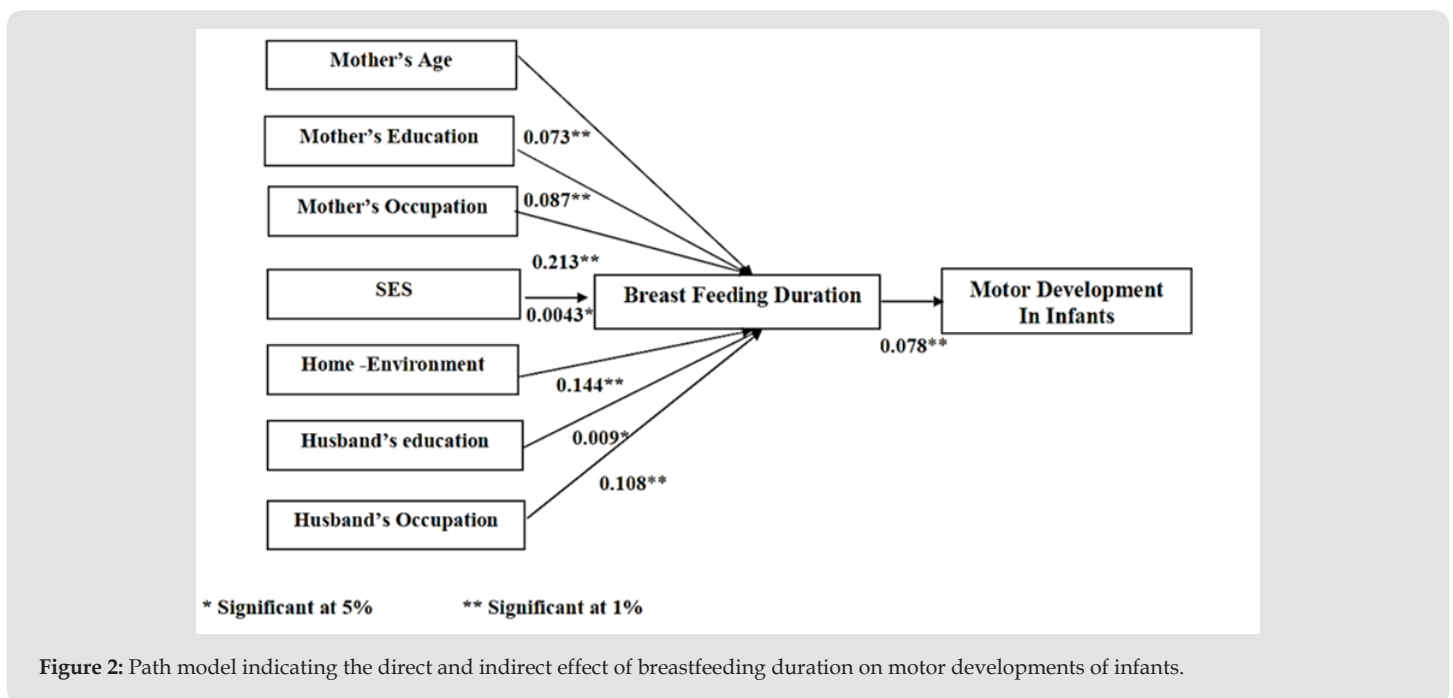 Mother's Age
Mother's Education
0.073**
Mother's Occupation
0.087**
0.213**
SES
0.0043*
Breast Feeding Duration
Motor Development
In Infants
0.078**
Home -Environment
0.144**
Husband's education
0.009*
0.108**
Husband's Occupation
* Significant at 5% ** Significant at 1%
Figure 2: Path model indicating the direct and indirect effect of breastfeeding duration on motor developments of infants.